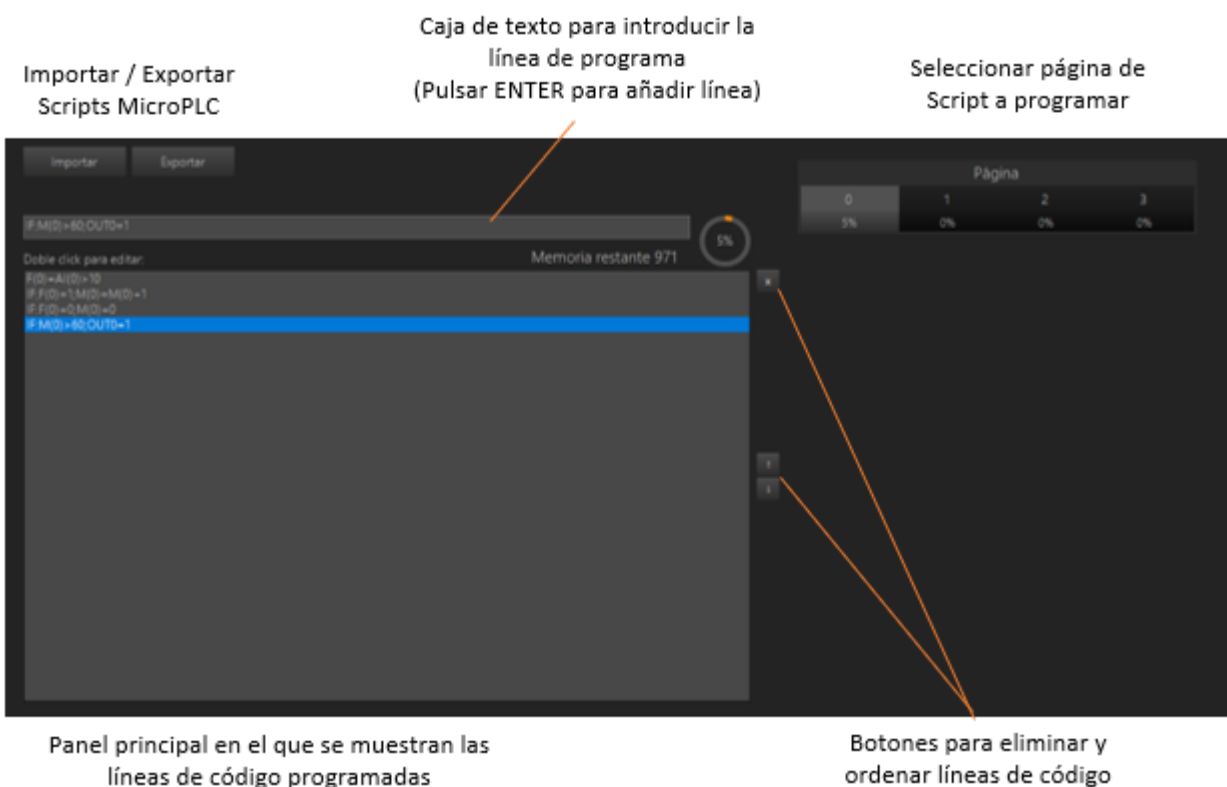 Caja de texto para introducir la
línea de programa
(Pulsar ENTER para añadir línea)
Importar / Exportar
Scripts MicroPLC
Seleccionar página de
Script a programar
Importar
Exportar
Página
0 1 2 3
5% 0% 0% 0%
IF:M(0)>60;OUT0=1
5%
Doble click para editar:
Memoria restante 971
F(0)=AI(0)>10
IF:F(0)=1;M(0)=M(0)+1
IF:F(0)=0;M(0)=0
IF:M(0)>60;OUT0=1
x
↑
↓
Panel principal en el que se muestran las
líneas de código programadas
Botones para eliminar y
ordenar líneas de código